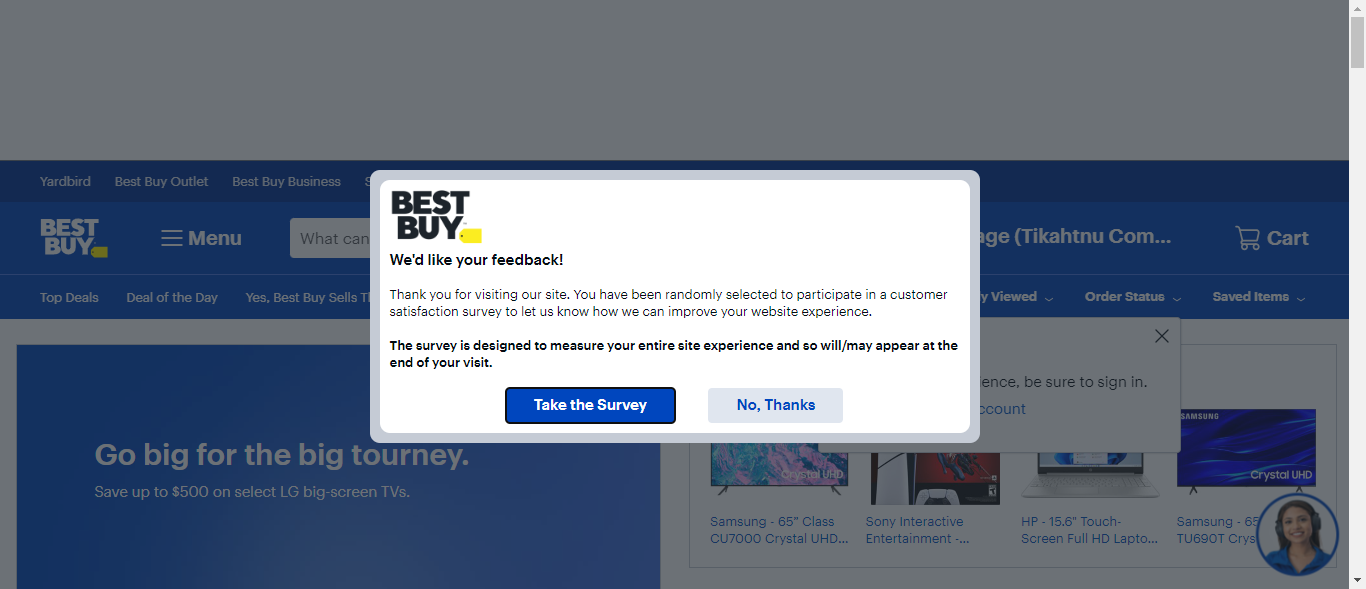 Yardbird Best Buy Outlet Best Buy Business
BEST BUY
Menu
What can
age (Tikahtnu Com...
Cart
Top Deals Deal of the Day Yes, Best Buy Sells
Viewed Order Status Saved Items
BEST
BUY
We'd like your feedback!
Thank you for visiting our site. You have been randomly selected to participate in a customer
satisfaction survey to let us know how we can improve your website experience.
The survey is designed to measure your entire site experience and so will/may appear at the
end of your visit.
Take the Survey No, Thanks
be sure to sign in.
Go big for the big tourney.
Save up to $500 on select LG big-screen TVs.
Crystal UHD
SAMSUNG
Crystal UHD
Samsung - 65" Class
CU7000 Crystal UHD...
Sony Interactive
Entertainment -...
HP - 15.6" Touch-
Screen Full HD Lapto...
Samsung - 65
TU690T Crys